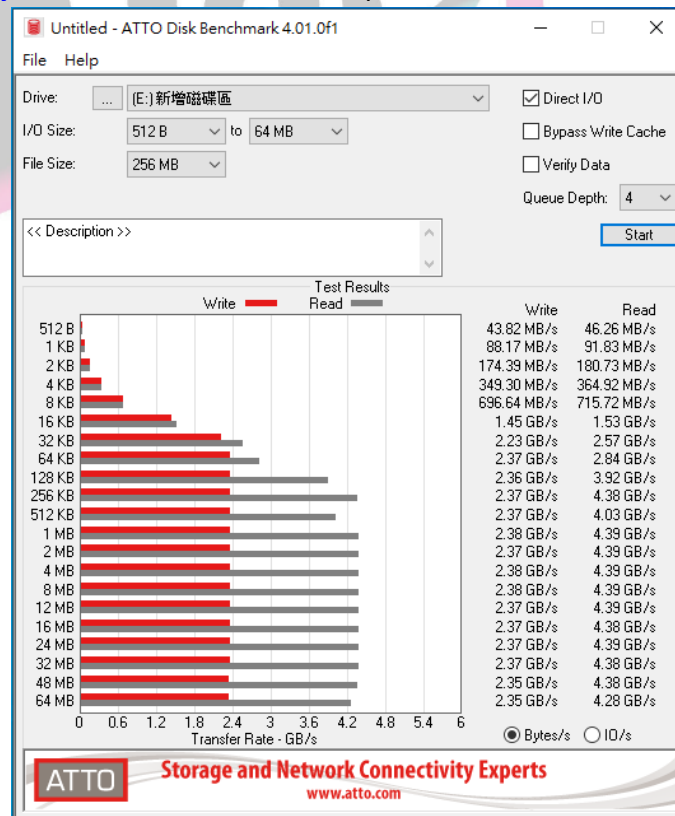 Untitled - ATTO Disk Benchmark 4.01.0f1
File Help
Drive: ... (E:)新增磁碟區 Direct I/O
I/O Size: 512 B to 64 MB Bypass Write Cache
File Size: 256 MB Verify Data
Queue Depth: 4
<< Description >> Start
Test Results
Write Read Write Read
512 B 43.82 MB/s 46.26 MB/s
1 KB 88.17 MB/s 91.83 MB/s
2 KB 174.39 MB/s 180.73 MB/s
4 KB 349.30 MB/s 364.92 MB/s
8 KB 696.64 MB/s 715.72 MB/s
16 KB 1.45 GB/s 1.53 GB/s
32 KB 2.23 GB/s 2.57 GB/s
64 KB 2.37 GB/s 2.84 GB/s
128 KB 2.36 GB/s 3.92 GB/s
256 KB 2.37 GB/s 4.38 GB/s
512 KB 2.37 GB/s 4.03 GB/s
1 MB 2.38 GB/s 4.39 GB/s
2 MB 2.37 GB/s 4.39 GB/s
4 MB 2.38 GB/s 4.39 GB/s
8 MB 2.38 GB/s 4.39 GB/s
12 MB 2.37 GB/s 4.39 GB/s
16 MB 2.37 GB/s 4.38 GB/s
24 MB 2.37 GB/s 4.39 GB/s
32 MB 2.37 GB/s 4.38 GB/s
48 MB 2.35 GB/s 4.38 GB/s
64 MB 2.35 GB/s 4.28 GB/s
0 0.6 1.2 1.8 2.4 3 3.6 4.2 4.8 5.4 6
Transfer Rate - GB/s Bytes/s IO/s
ATTO Storage and Network Connectivity Experts
www.atto.com